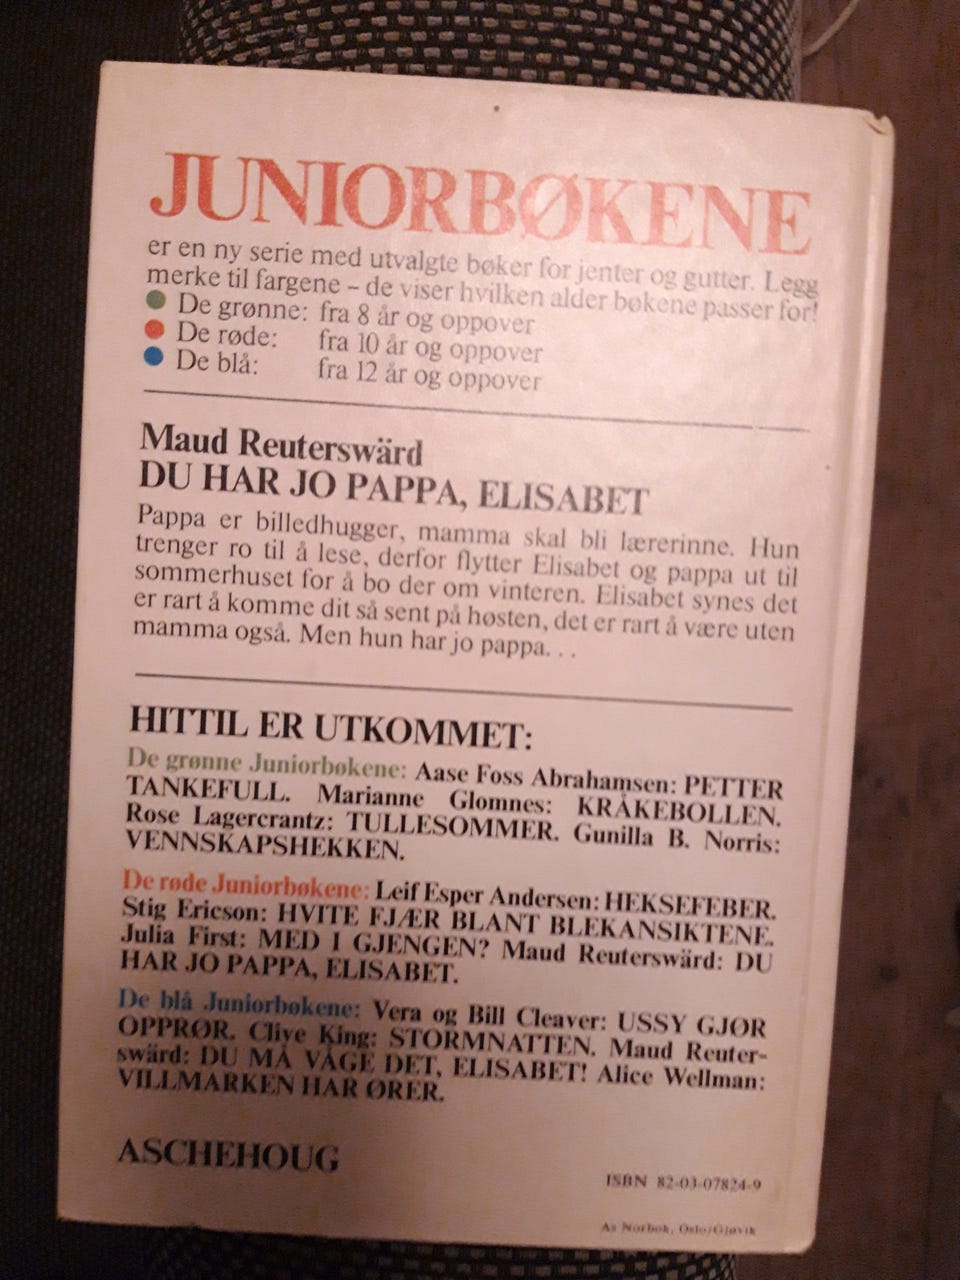 JUNIORBØKENE
er en ny serie med utvalgte bøker for jenter og gutter. Legg
merke til fargene – de viser hvilken alder bøkene passer for!
De grønne: fra 8 år og oppover
De røde: fra 10 år og oppover
De blå: fra 12 år og oppover
Maud Reuterswärd
DU HAR JO PAPPA, ELISABET
Pappa er billedhugger, mamma skal bli lærerinne. Hun
trenger ro til å lese, derfor flytter Elisabet og pappa ut til
sommerhuset for å bo der om vinteren. Elisabet synes det
er rart å komme dit så sent på høsten, det er rart å være uten
mamma også. Men hun har jo pappa. . .
HITTIL ER UTKOMMET:
De grønne Juniorbøkene: Aase Foss Abrahamsen: PETTER
TANKEFULL. Marianne Glomnes: KRÅKEBOLLEN.
Rose Lagercrantz: TULLESOMMER. Gunilla B. Norris:
VENNSKAPSHEKKEN.
De røde Juniorbøkene: Leif Esper Andersen: HEKSEFEBER.
Stig Ericson: HVITE FJÆR BLANT BLEKANSIKTENE.
Julia First: MED I GJENGEN? Maud Reuterswärd: DU
HAR JO PAPPA, ELISABET.
De blå Juniorbøkene: Vera og Bill Cleaver: USSY GJØR
OPPRØR. Clive King: STORMNATTEN. Maud Reuter-
swärd: DU MÅ VÅGE DET, ELISABET! Alice Wellman:
VILLMARKEN HAR ØRER.
ASCHEHOUG
ISBN 82-03-07824-9
As Norbok, Oslo/Gjøvik